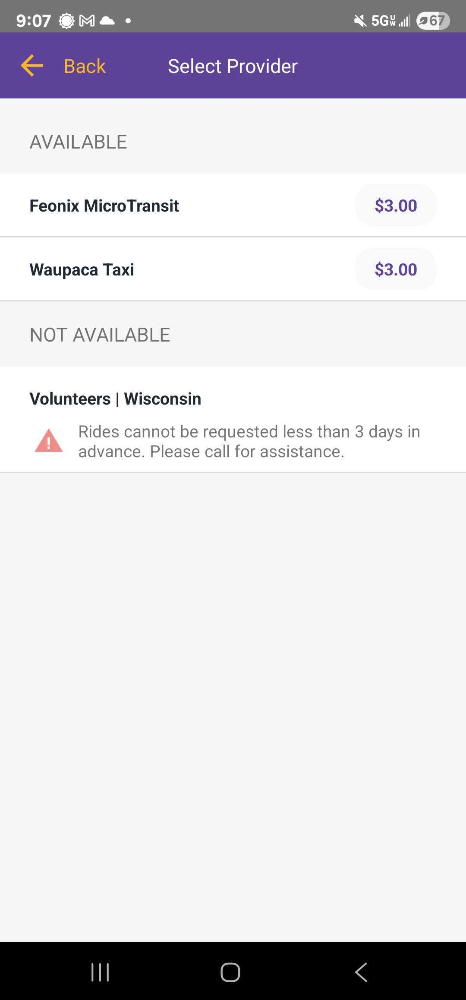 9:07 5G UW 67
Back Select Provider
AVAILABLE
Feonix MicroTransit $3.00
Waupaca Taxi $3.00
NOT AVAILABLE
Volunteers | Wisconsin
Rides cannot be requested less than 3 days in
advance. Please call for assistance.